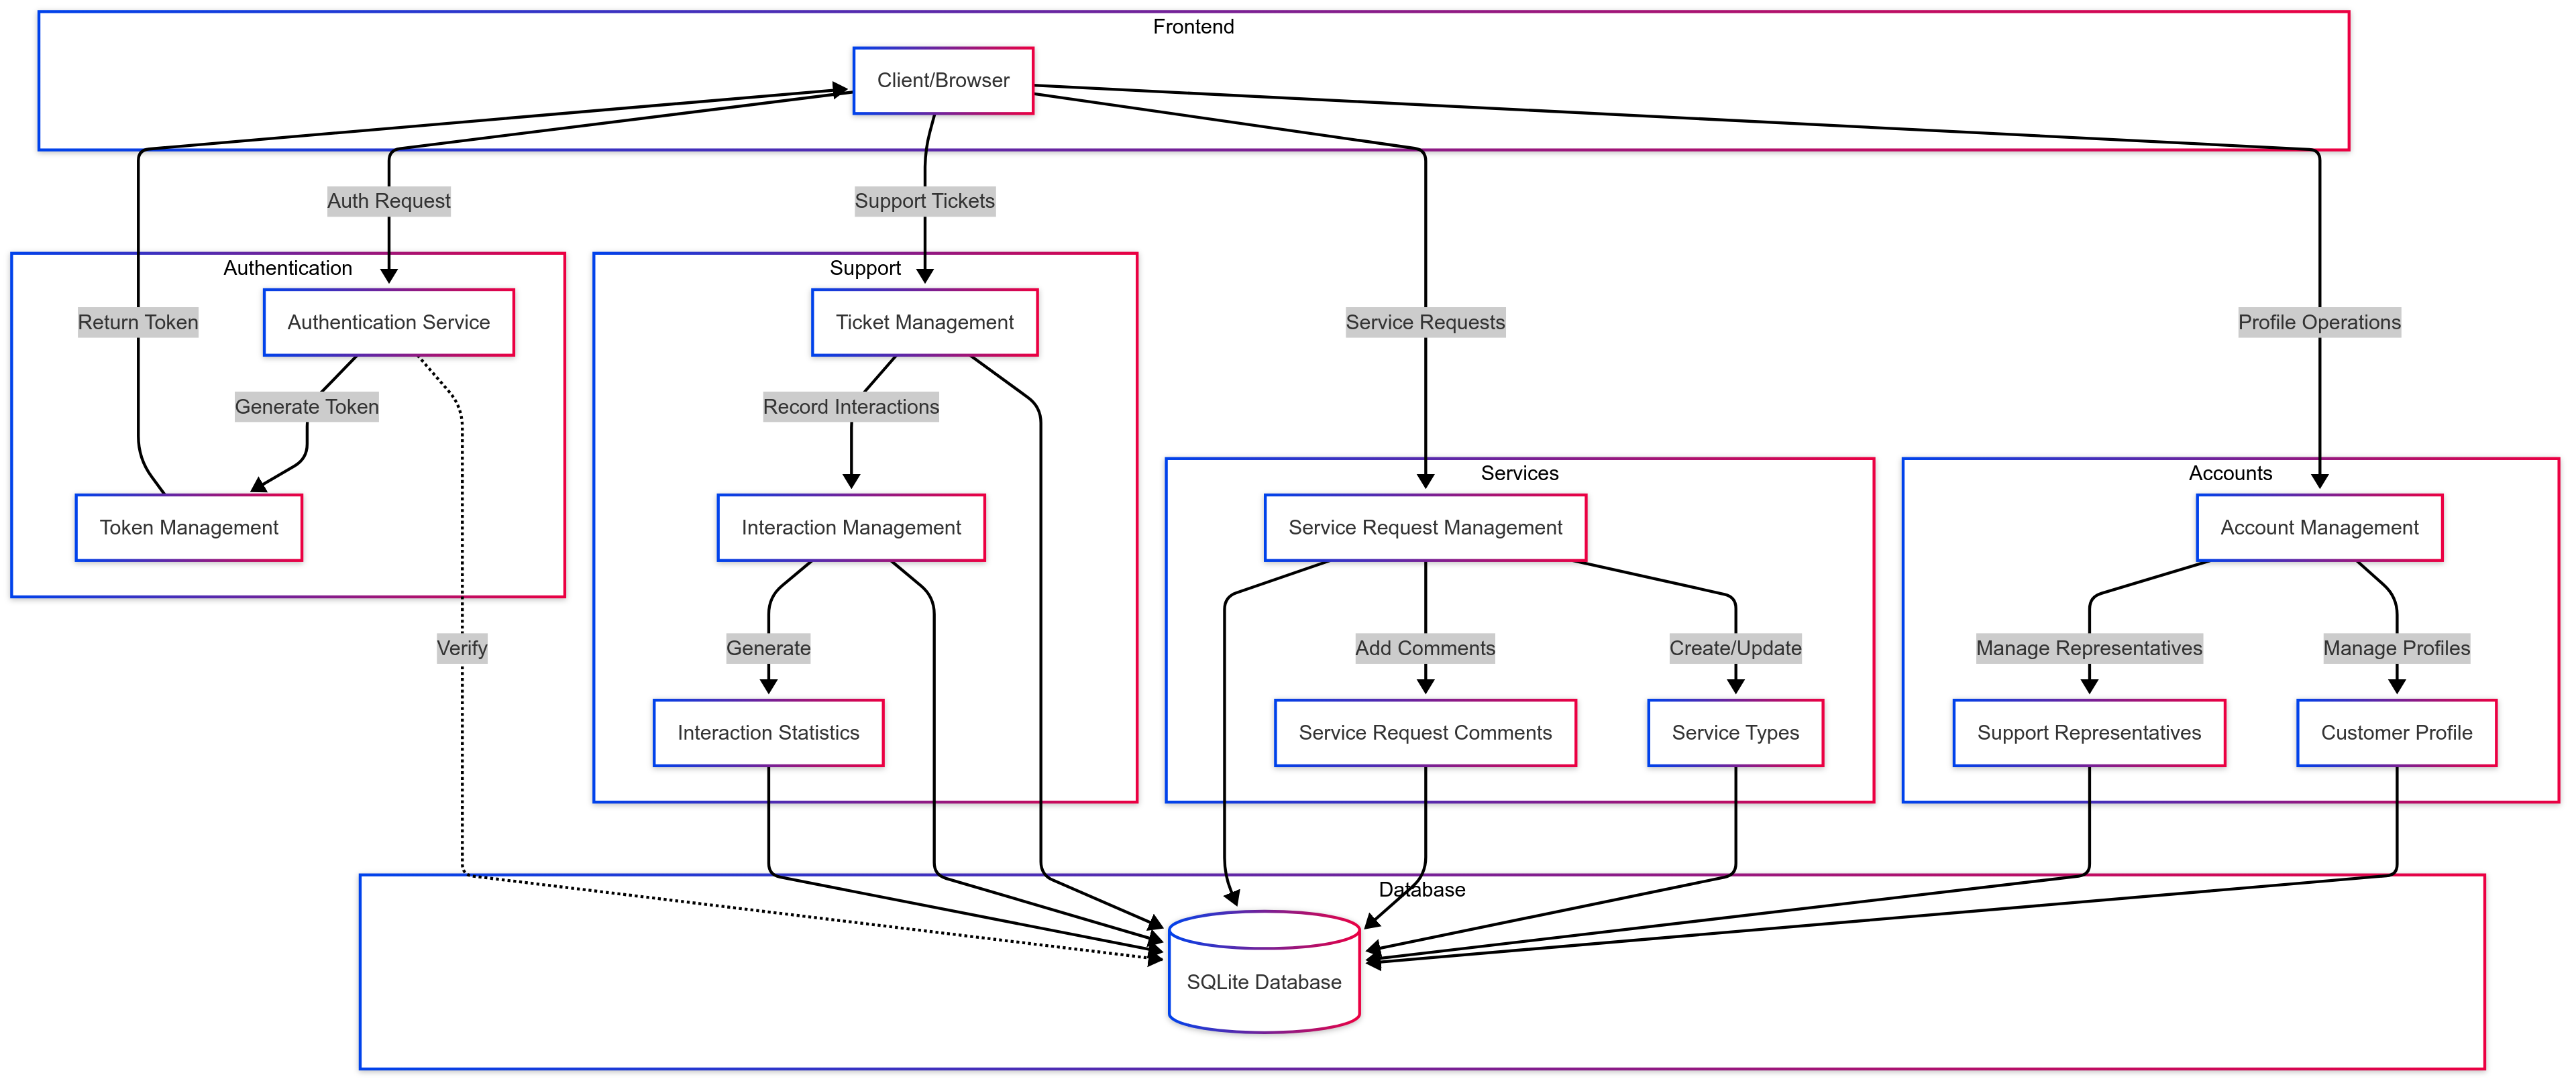 Frontend
Client/Browser
Auth Request
Support Tickets
Authentication
Support
Return Token
Authentication Service
Ticket Management
Service Requests
Profile Operations
Generate Token
Record Interactions
Services
Accounts
Token Management
Interaction Management
Service Request Management
Account Management
Verify
Generate
Add Comments
Create/Update
Manage Representatives
Manage Profiles
Interaction Statistics
Service Request Comments
Service Types
Support Representatives
Customer Profile
Database
SQLite Database